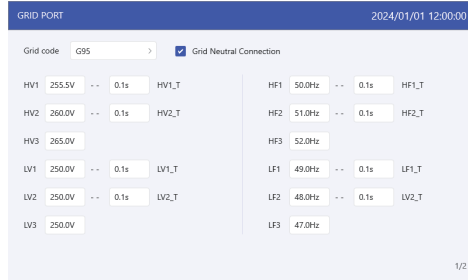 GRID PORT 2024/01/01 12:00:00
Grid code G95 > Grid Neutral Connection
HV1 255.5V -- 0.1s HV1_T HF1 50.0Hz -- 0.1s HF1_T
HV2 260.0V -- 0.1s HV2_T HF2 51.0Hz -- 0.1s HF2_T
HV3 265.0V HF3 52.0Hz
LV1 250.0V -- 0.1s LV1_T LF1 49.0Hz -- 0.1s LF1_T
LV2 250.0V -- 0.1s LV2_T LF2 48.0Hz -- 0.1s LV2_T
LV3 250.0V LF3 47.0Hz
1/2